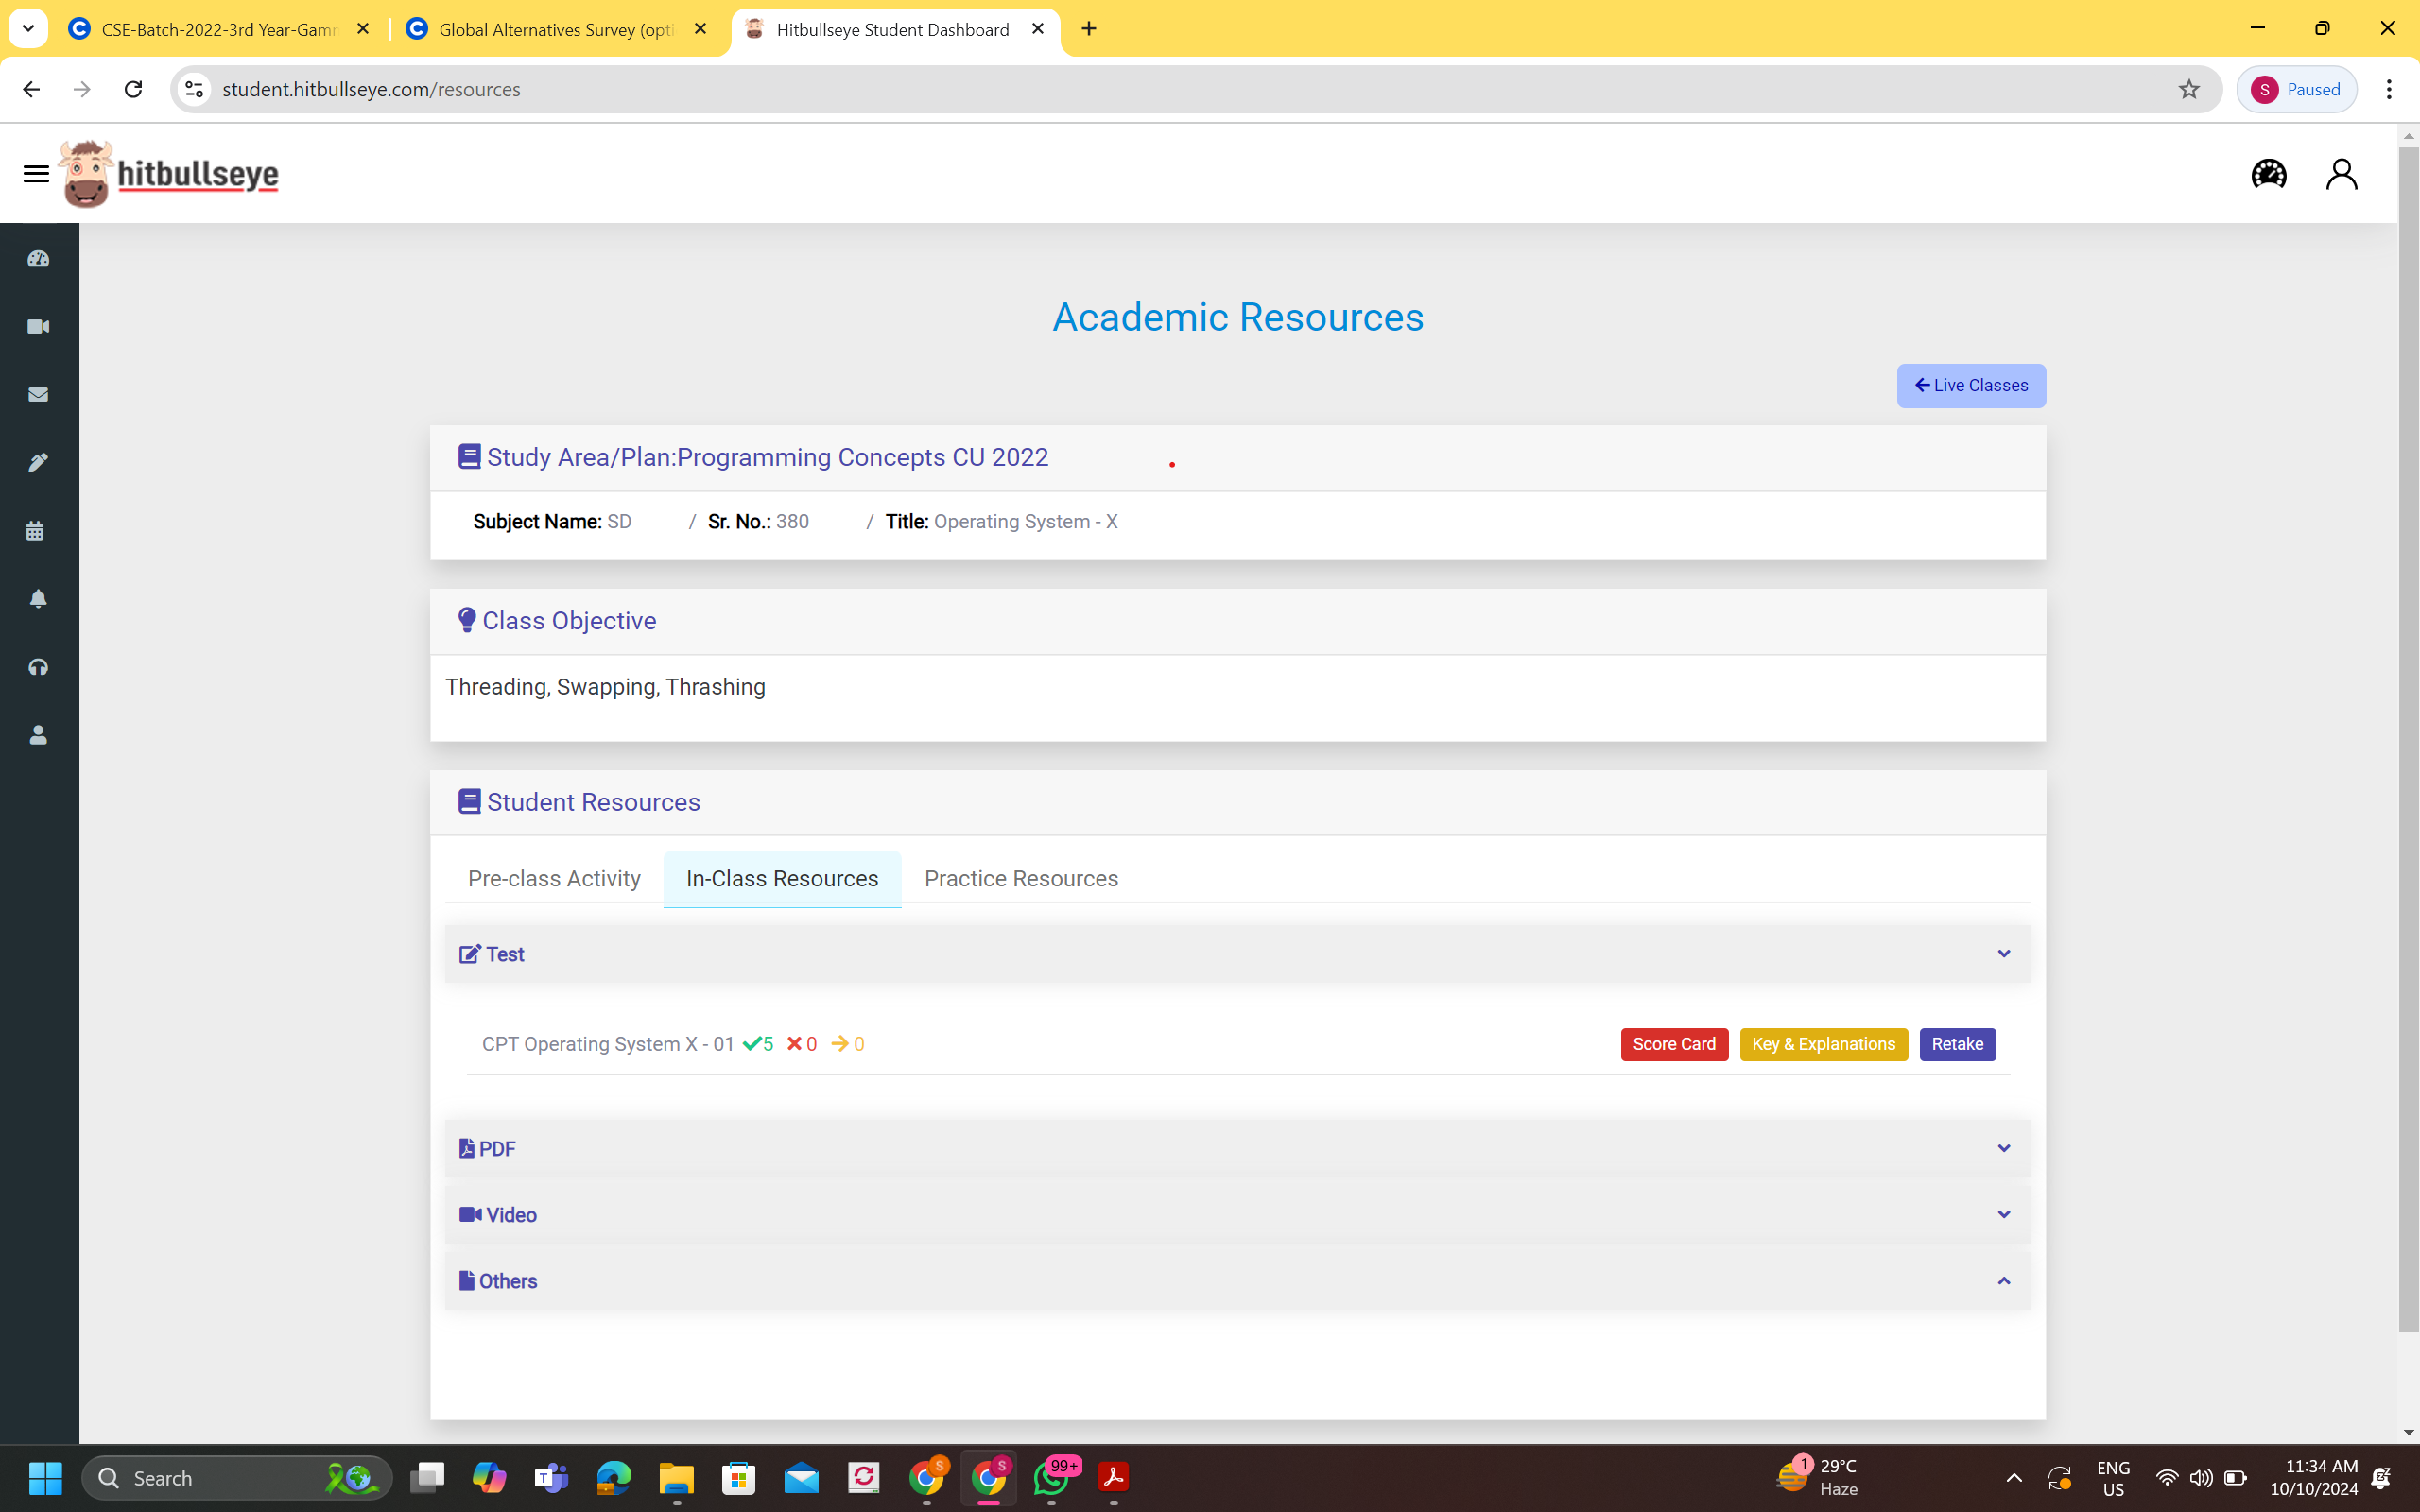 CSE-Batch-2022-3rd Year-Gam
Global Alternatives Survey (opti
Hitbullseye Student Dashboard
student.hitbullseye.com/resources
S Paused
hitbullseye
Academic Resources
Live Classes
Study Area/Plan:Programming Concepts CU 2022
Subject Name: SD / Sr. No.: 380 / Title: Operating System - X
Class Objective
Threading, Swapping, Thrashing
Student Resources
Pre-class Activity In-Class Resources Practice Resources
Test
CPT Operating System X - 01 5 0 0 Score Card Key & Explanations Retake
PDF
Video
Others
Search
S
S
99+
1
29°C
Haze
ENG
US
11:34 AM
10/10/2024